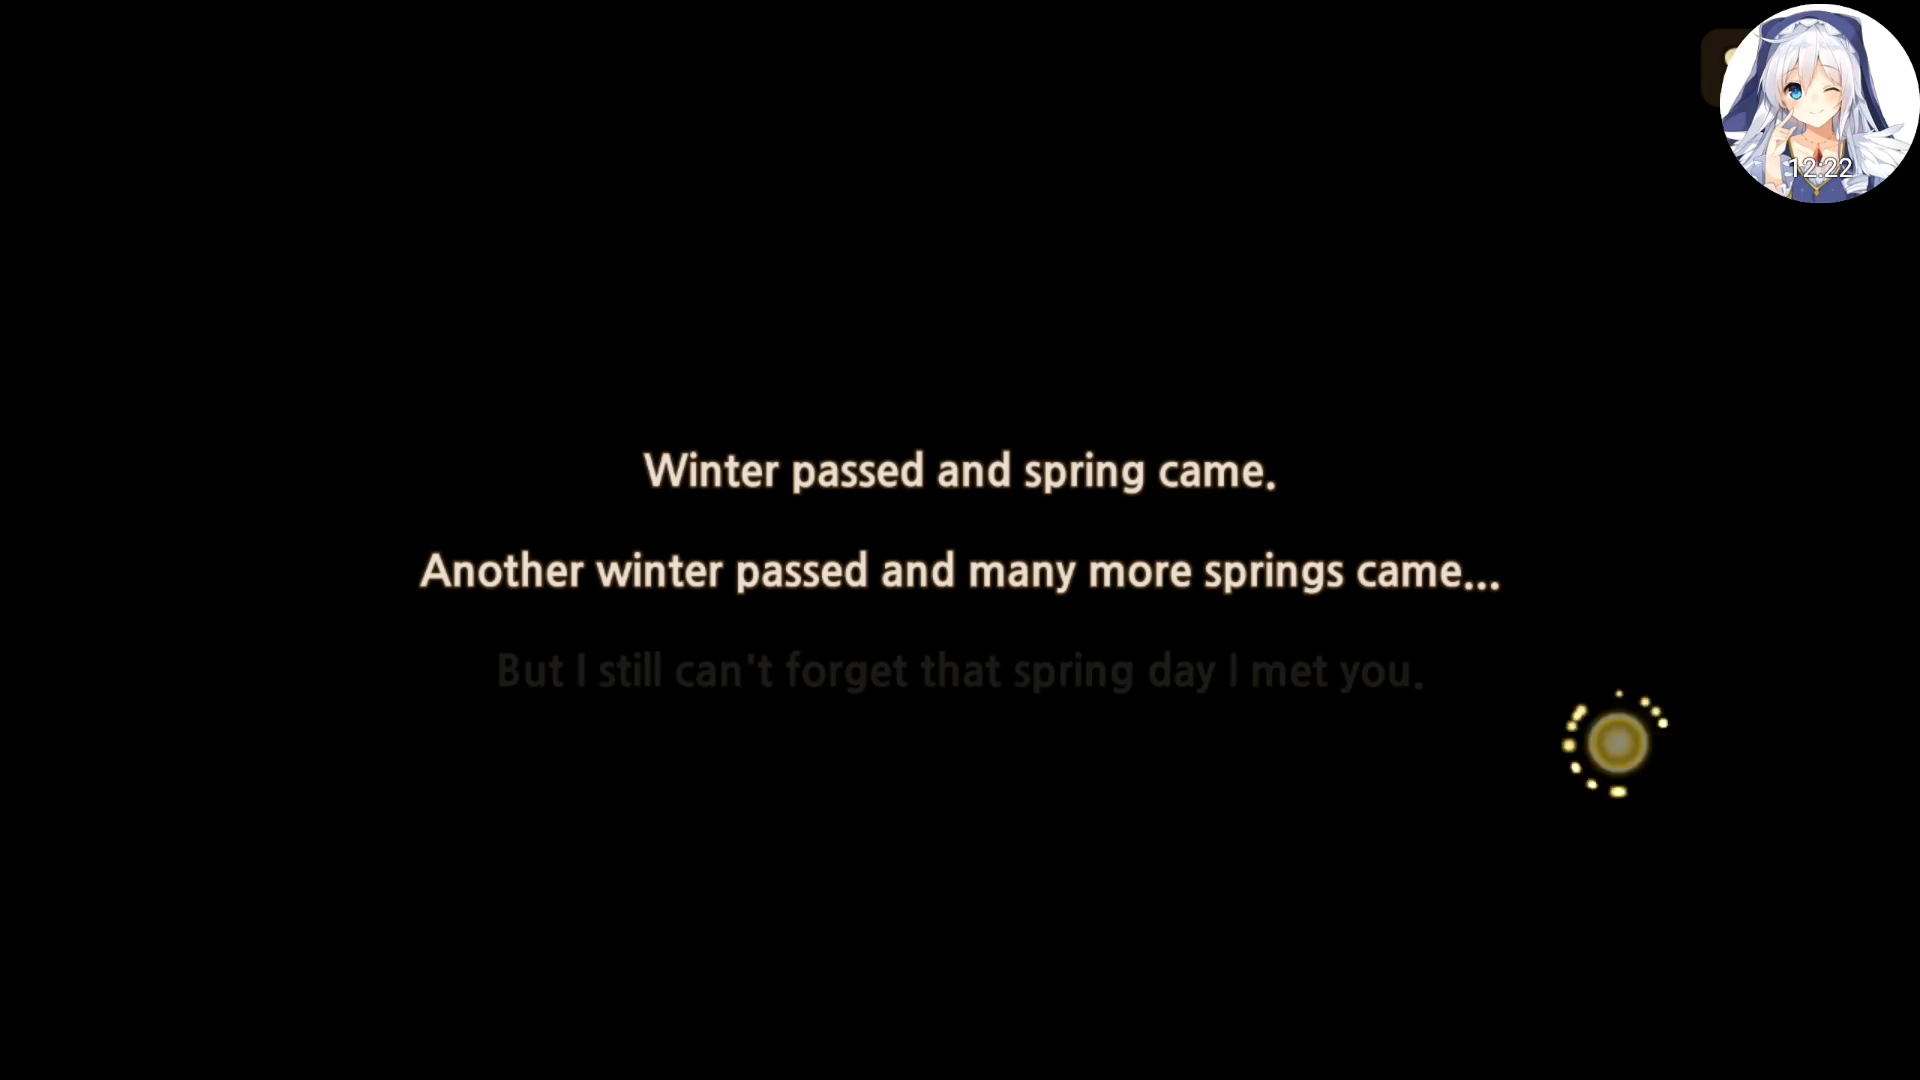 12:22
Winter passed and spring came.
Another winter passed and many more springs came...
But I still can't forget that spring day I met you.